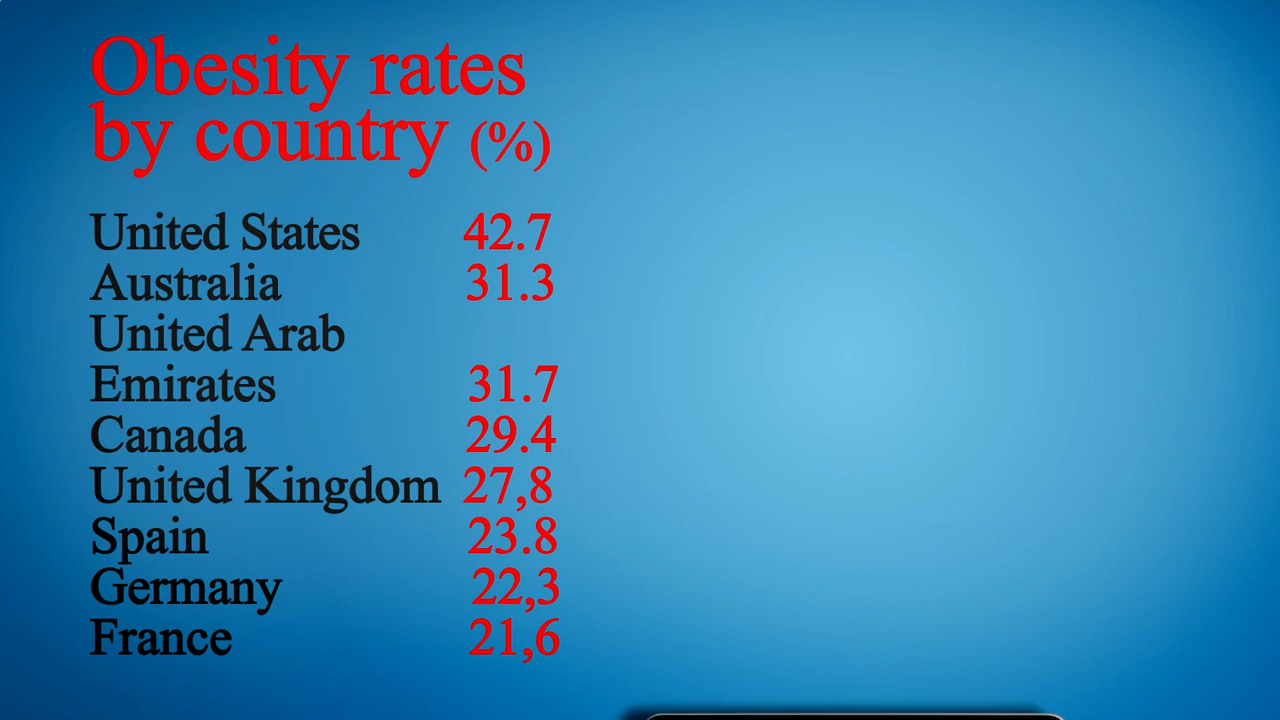 Obesity rates
by country (%)
United States 42.7
Australia 31.3
United Arab
Emirates 31.7
Canada 29.4
United Kingdom 27,8
Spain 23.8
Germany 22,3
France 21,6